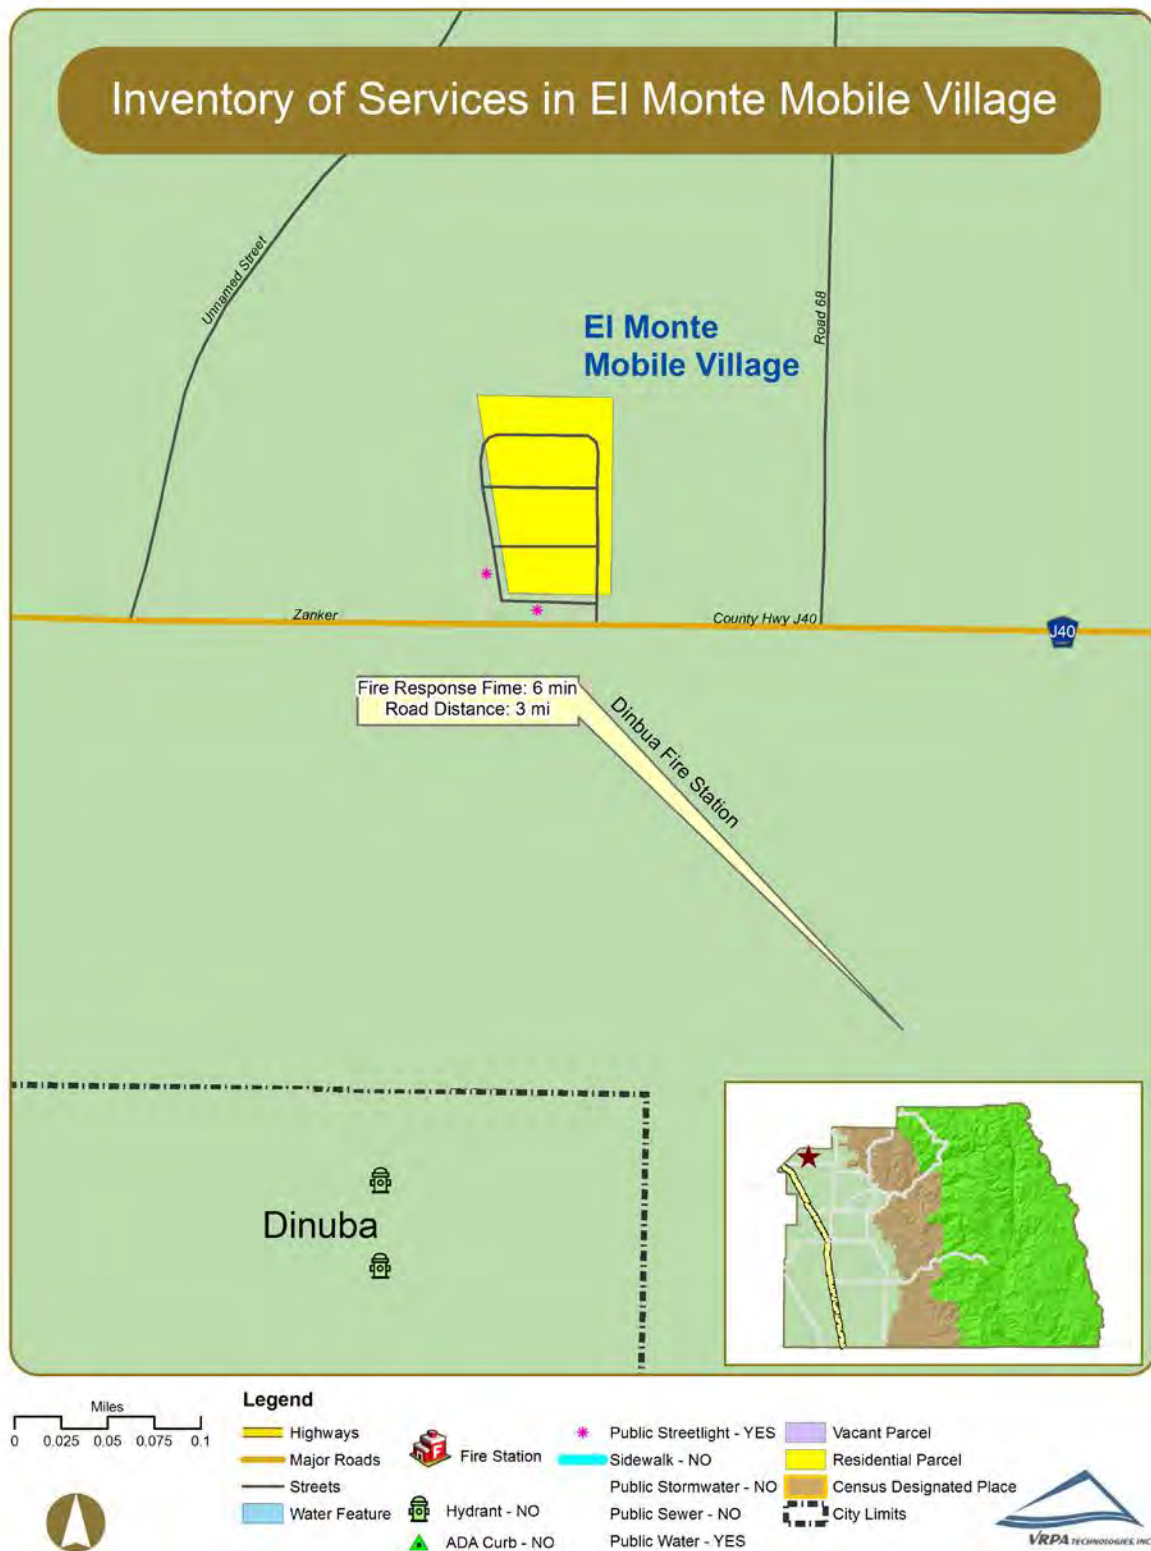 Inventory of Services in El Monte Mobile Village
Unnamed Street
Road 68
El Monte
Mobile Village
Zanker
County Hwy J40
J40
Fire Response Fime: 6 min
Road Distance: 3 mi
Dinbua Fire Station
Dinuba
Legend
Miles
0 0.025 0.05 0.075 0.1
Highways
Major Roads
Streets
Water Feature
F
Fire Station
Hydrant - NO
ADA Curb - NO
Public Streetlight - YES
Sidewalk - NO
Public Stormwater - NO
Public Sewer - NO
Public Water - YES
Vacant Parcel
Residential Parcel
Census Designated Place
City Limits
VRPA TECHNOLOGIES, INC.